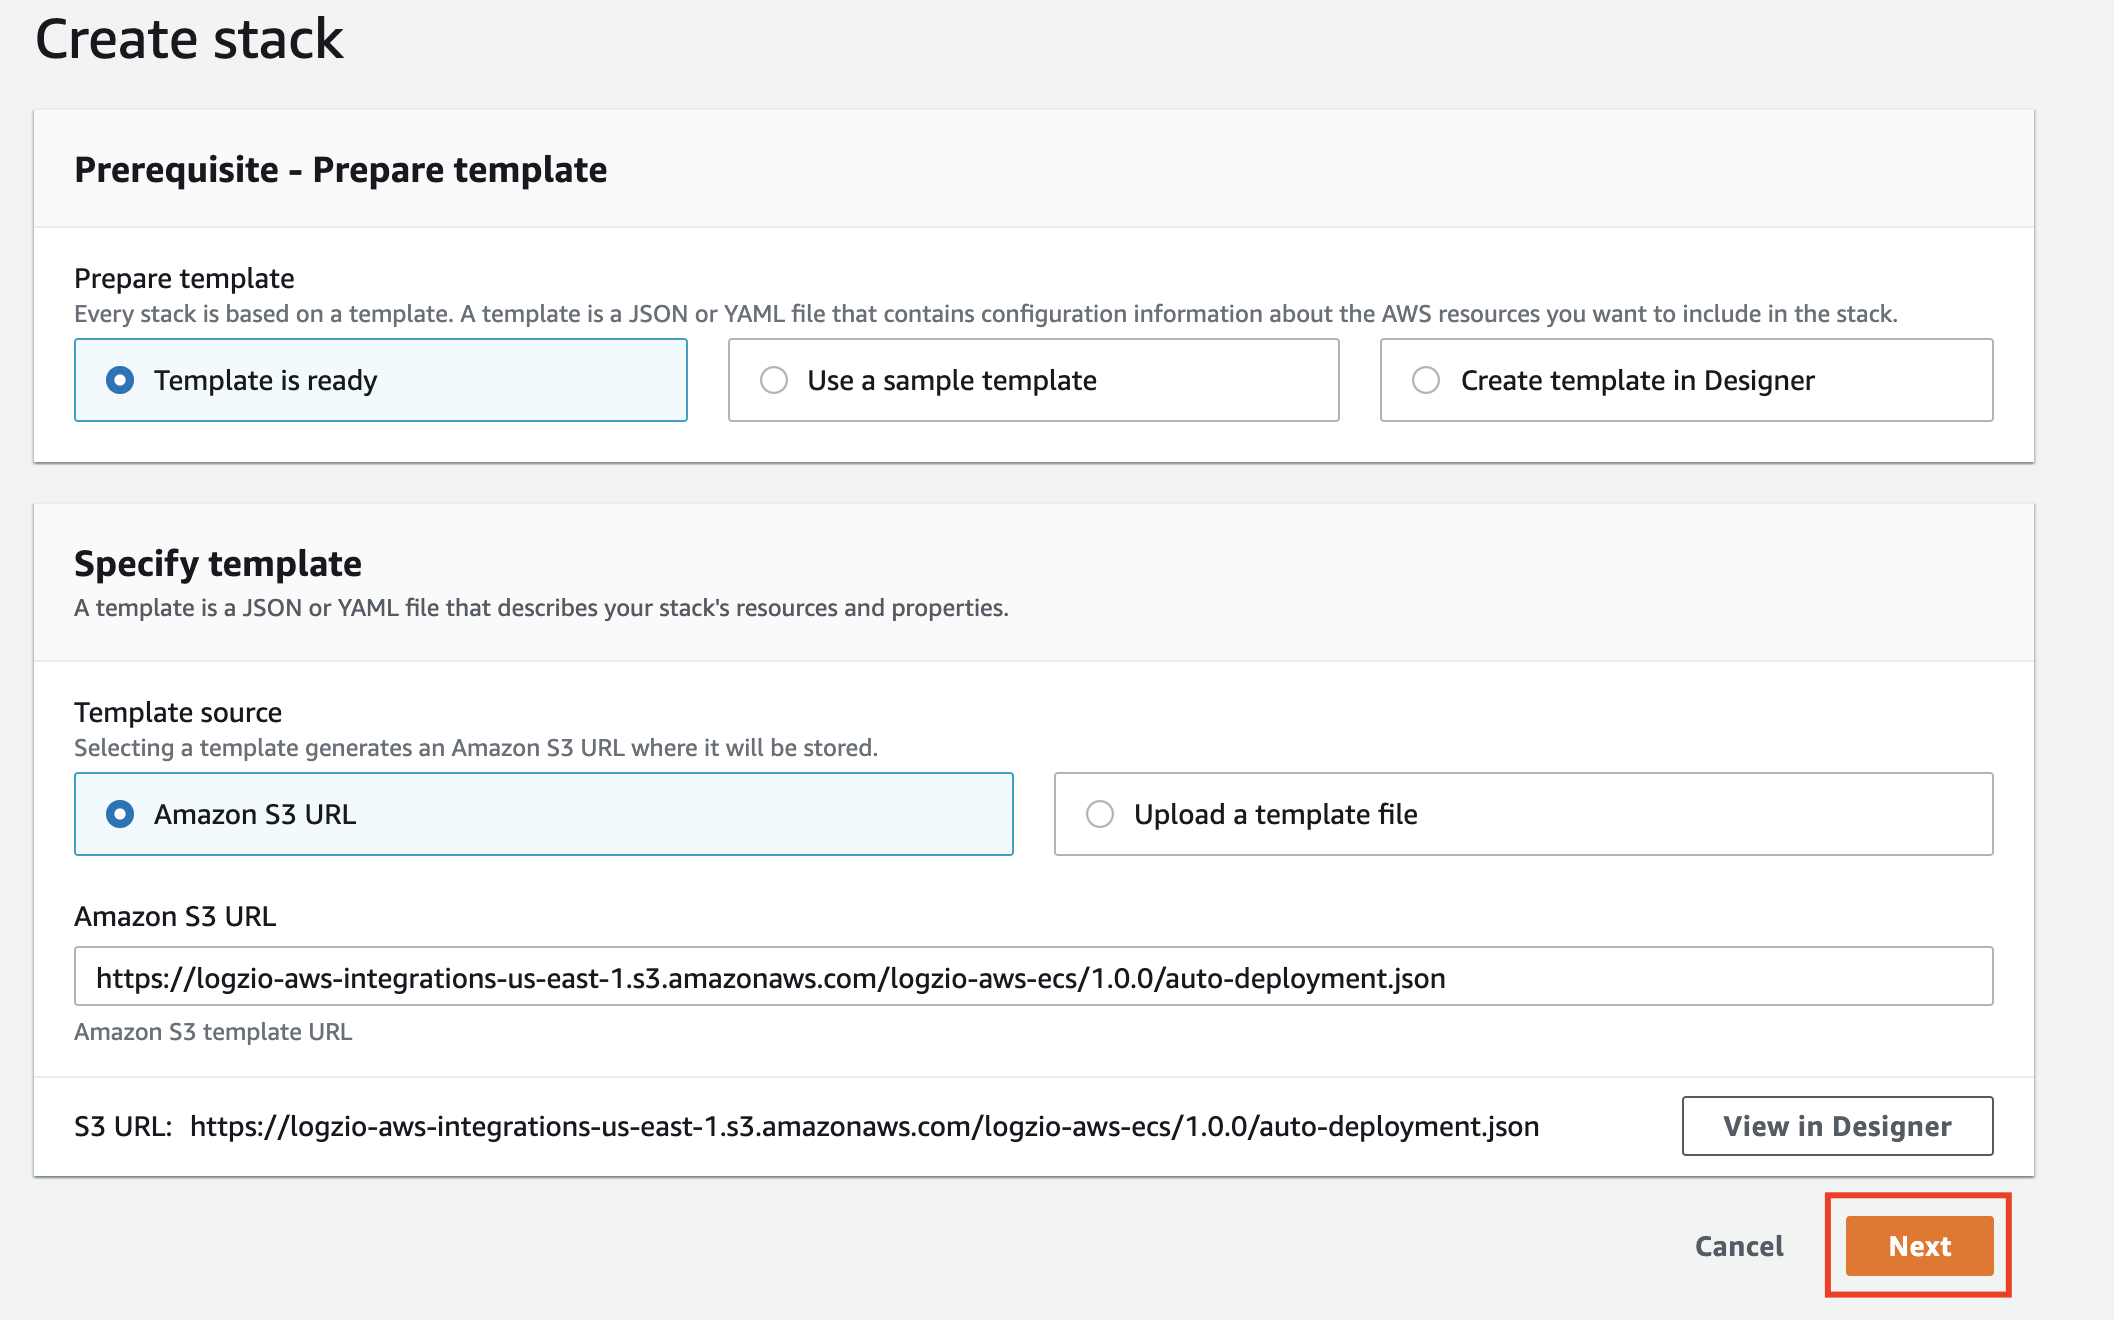 Create stack
Prerequisite - Prepare template
Prepare template
Every stack is based on a template. A template is a JSON or YAML file that contains configuration information about the AWS resources you want to include in the stack.
Template is ready
Use a sample template
Create template in Designer
Specify template
A template is a JSON or YAML file that describes your stack's resources and properties.
Template source
Selecting a template generates an Amazon S3 URL where it will be stored.
Amazon S3 URL
Upload a template file
Amazon S3 URL
https://logzio-aws-integrations-us-east-1.s3.amazonaws.com/logzio-aws-ecs/1.0.0/auto-deployment.json
Amazon S3 template URL
S3 URL: https://logzio-aws-integrations-us-east-1.s3.amazonaws.com/logzio-aws-ecs/1.0.0/auto-deployment.json
View in Designer
Cancel
Next